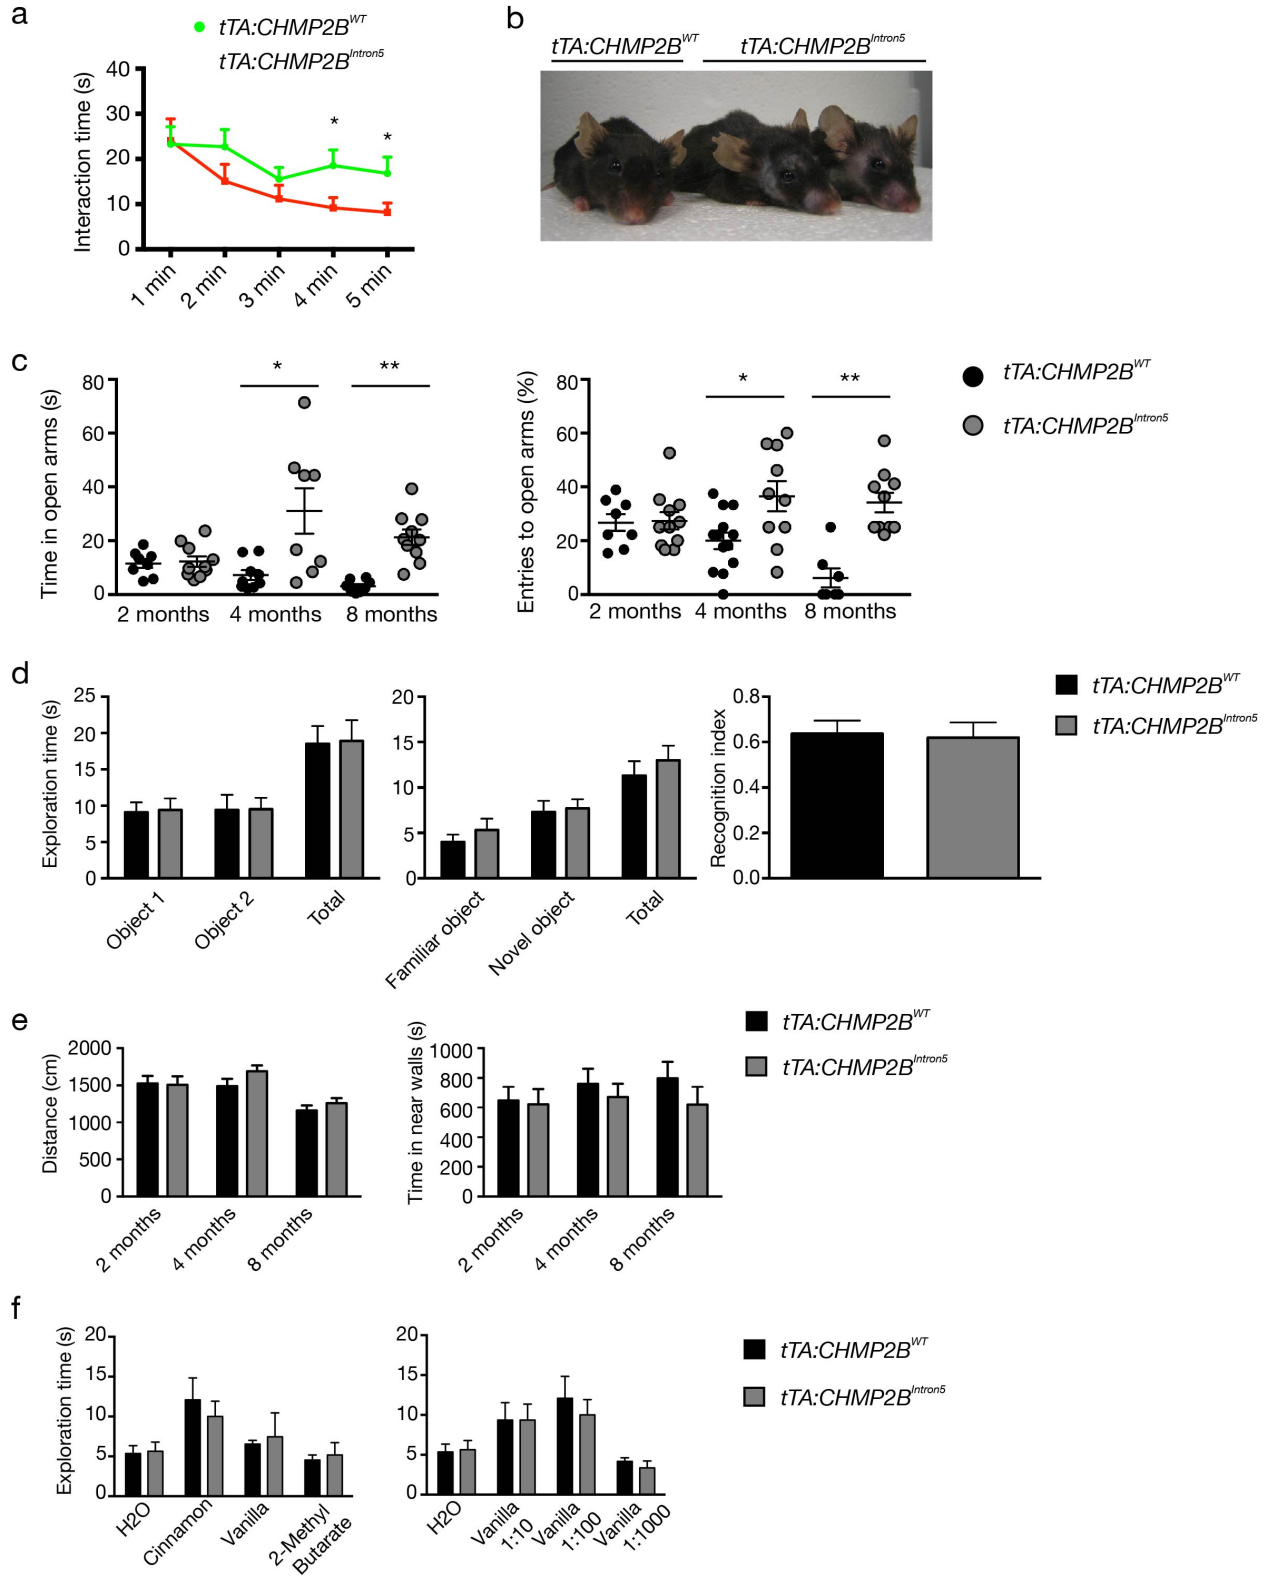 a
tTA:CHMP2B^WT
tTA:CHMP2B^Intron5
Interaction time (s)
40
30
20
10
0
* *
1 min 2 min 3 min 4 min 5 min
b
tTA:CHMP2B^WT tTA:CHMP2B^Intron5
c
Time in open arms (s)
80
60
40
20
0
* **
2 months 4 months 8 months
Entries to open arms (%)
80
60
40
20
0
* **
2 months 4 months 8 months
tTA:CHMP2B^WT
tTA:CHMP2B^Intron5
d
Exploration time (s)
25
20
15
10
5
0
Object 1 Object 2 Total
20
15
10
5
0
Familiar object Novel object Total
Recognition index
0.8
0.6
0.4
0.2
0.0
tTA:CHMP2B^WT
tTA:CHMP2B^Intron5
e
Distance (cm)
2000
1500
1000
500
0
2 months 4 months 8 months
Time in near walls (s)
1000
800
600
400
200
0
2 months 4 months 8 months
tTA:CHMP2B^WT
tTA:CHMP2B^Intron5
f
Exploration time (s)
20
15
10
5
0
H2O Cinnamon Vanilla 2-Methyl
Butarate
20
15
10
5
0
H2O Vanilla Vanilla Vanilla
1:10 1:100 1:1000
tTA:CHMP2B^WT
tTA:CHMP2B^Intron5